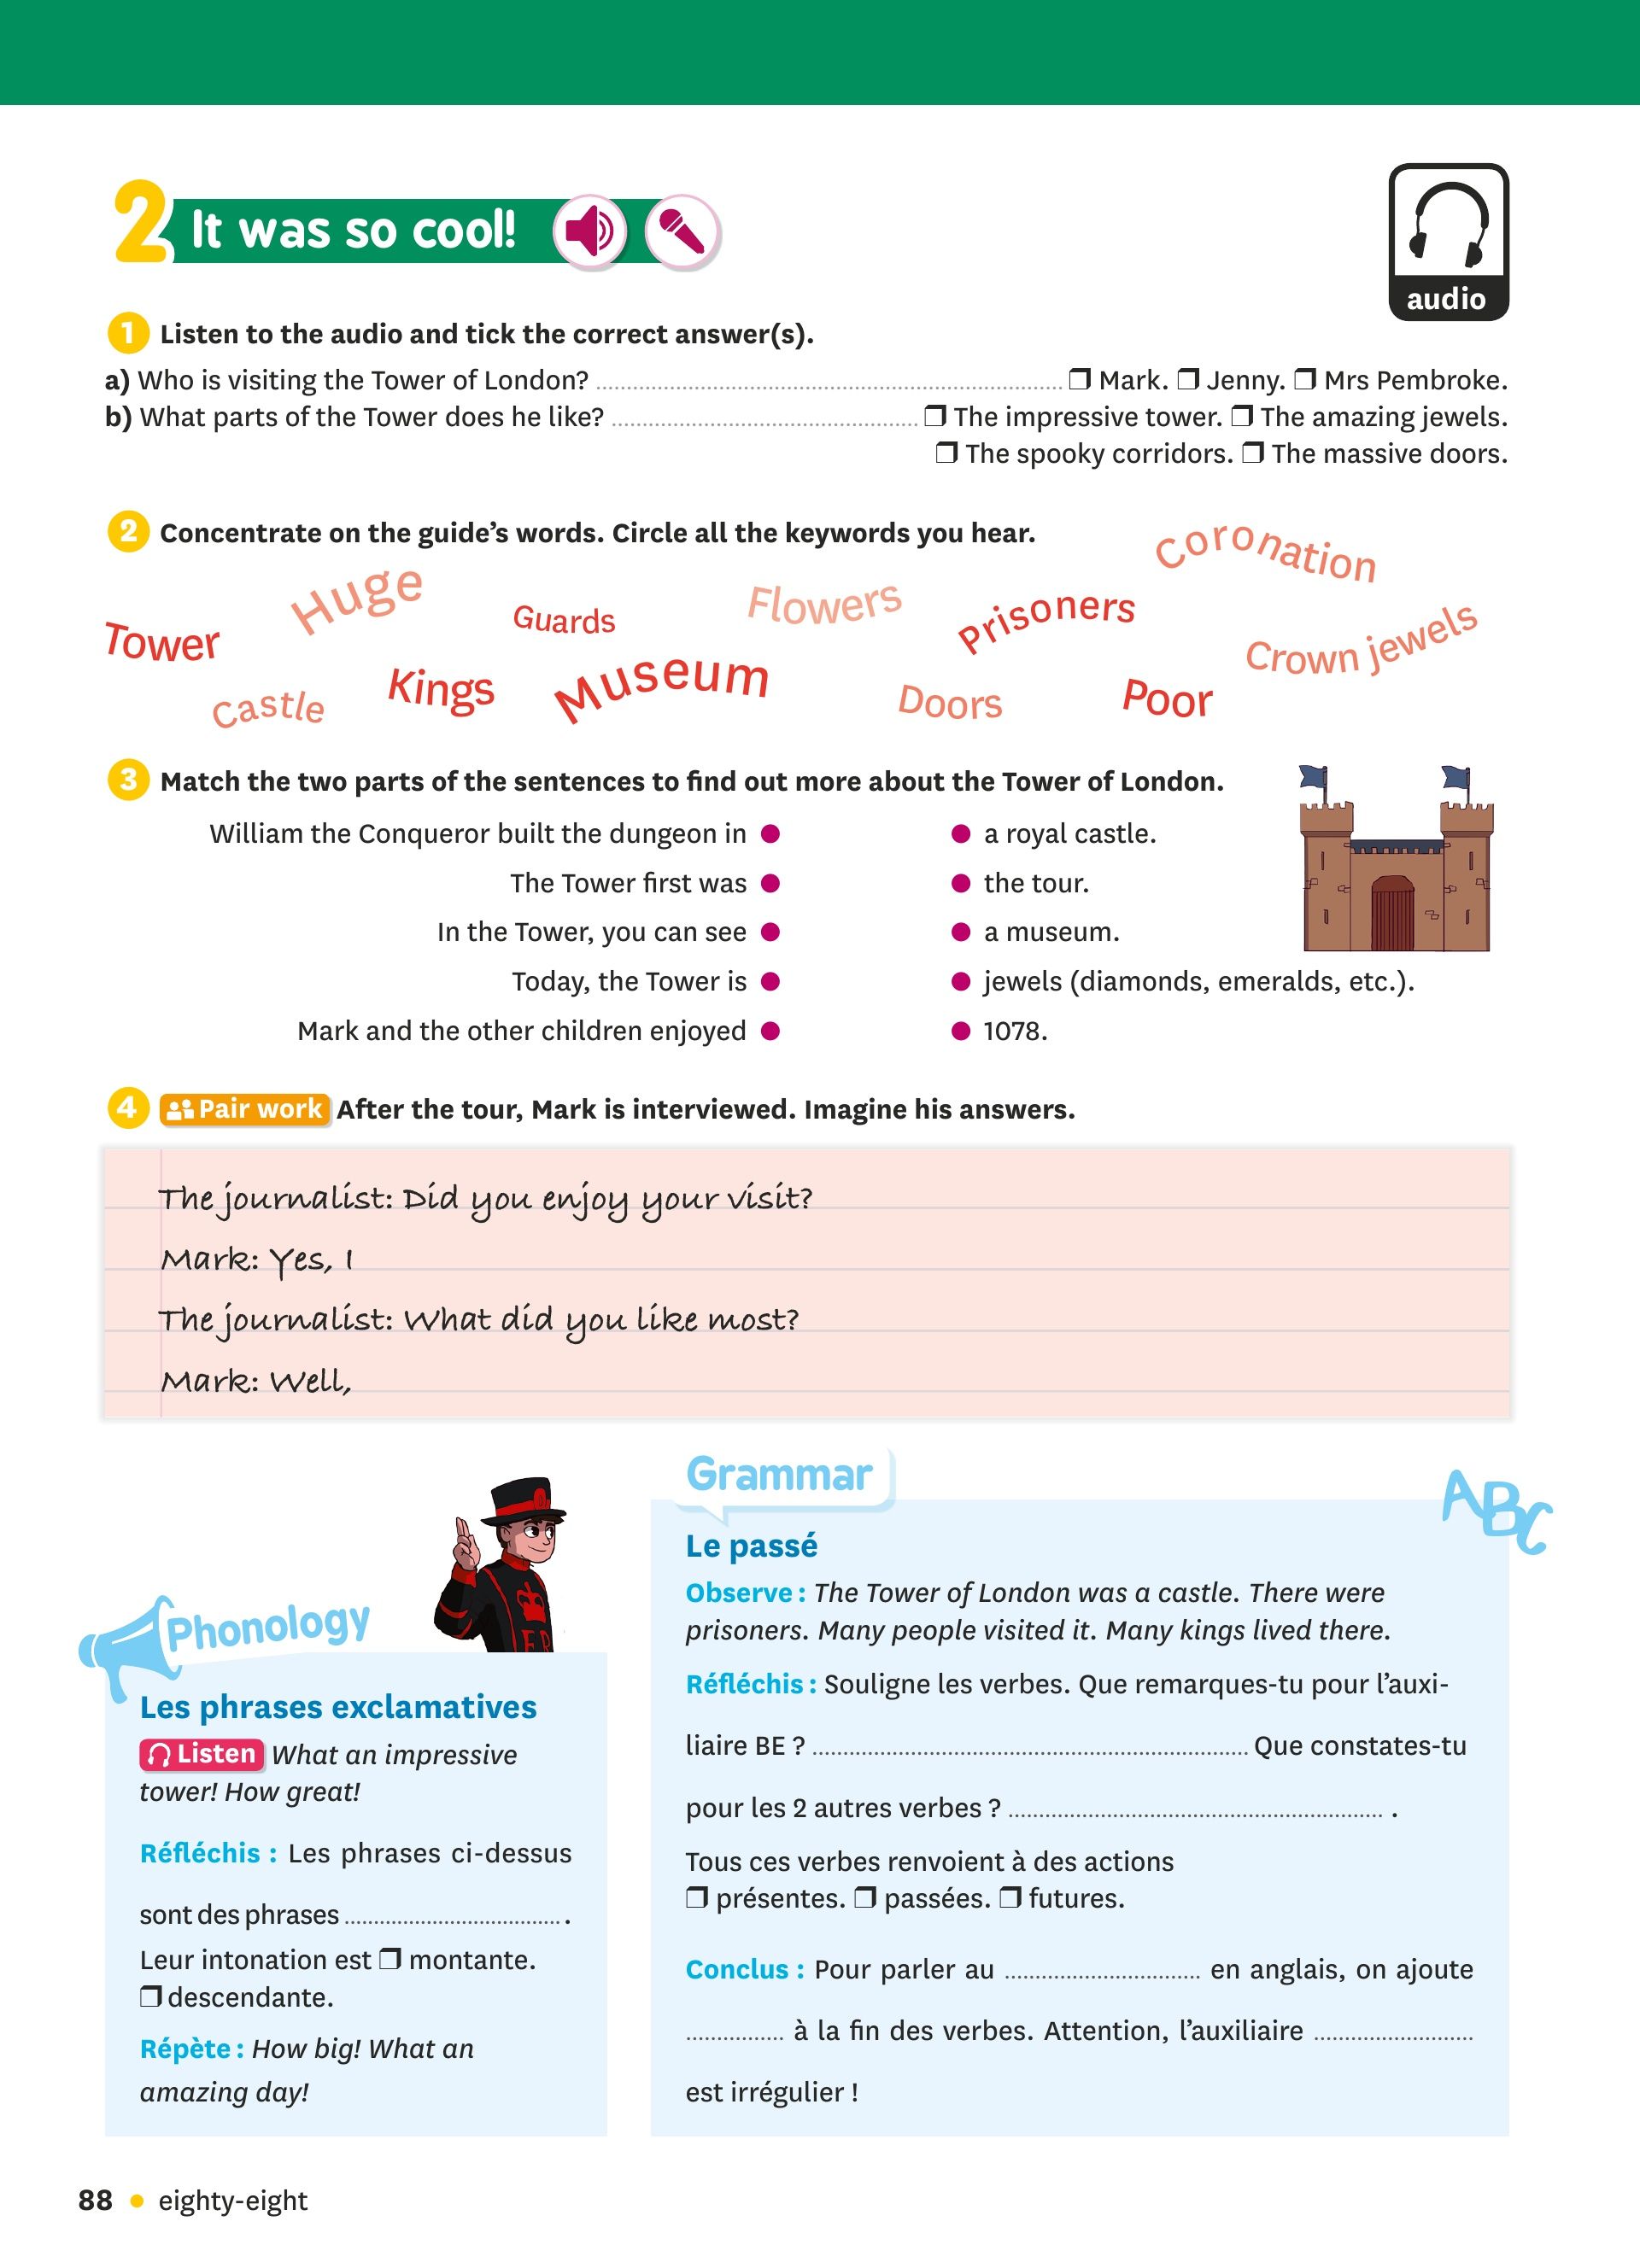 2 It was so cool!
audio
1 Listen to the audio and tick the correct answer(s).
a) Who is visiting the Tower of London? ........ ❒ Mark. ❒ Jenny. ❒ Mrs Pembroke.
b) What parts of the Tower does he like? ........ ❒ The impressive tower. ❒ The amazing jewels.
❒ The spooky corridors. ❒ The massive doors.
2 Concentrate on the guide’s words. Circle all the keywords you hear.
Coronation
Huge
Guards
Flowers
Prisoners
Tower
Crown jewels
Castle
Kings
Museum
Doors
Poor
3 Match the two parts of the sentences to find out more about the Tower of London.
William the Conqueror built the dungeon in ● ● a royal castle.
The Tower first was ● ● the tour.
In the Tower, you can see ● ● a museum.
Today, the Tower is ● ● jewels (diamonds, emeralds, etc.).
Mark and the other children enjoyed ● ● 1078.
4 Pair work After the tour, Mark is interviewed. Imagine his answers.
The journalist: Did you enjoy your visit?
Mark: Yes, I
The journalist: What did you like most?
Mark: Well,
Phonology
Les phrases exclamatives
Listen What an impressive
tower! How great!
Réfléchis : Les phrases ci-dessus
sont des phrases ........ .
Leur intonation est ❒ montante.
❒ descendante.
Répète : How big! What an
amazing day!
E R
Grammar
ABC
Le passé
Observe : The Tower of London was a castle. There were
prisoners. Many people visited it. Many kings lived there.
Réfléchis : Souligne les verbes. Que remarques-tu pour l’auxi-
liaire BE ? ........ Que constates-tu
pour les 2 autres verbes ? ........ .
Tous ces verbes renvoient à des actions
❒ présentes. ❒ passées. ❒ futures.
Conclus : Pour parler au ........ en anglais, on ajoute
........ à la fin des verbes. Attention, l’auxiliaire ........
est irrégulier !
88 • eighty-eight